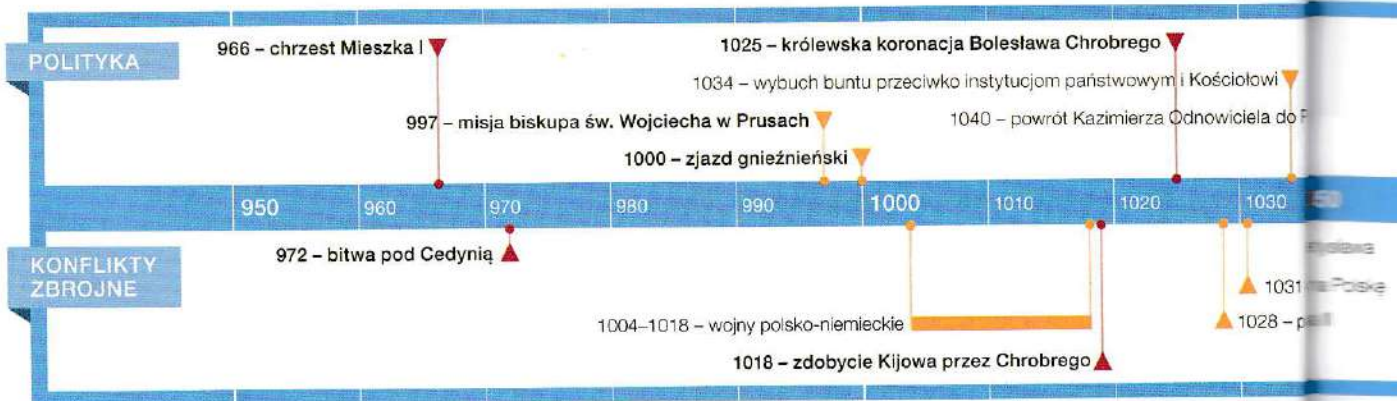 POLITYKA
966 – chrzest Mieszka I
1025 – królewska koronacja Bolesława Chrobrego
1034 – wybuch buntu przeciwko instytucjom państwowym i Kościołowi
997 – misja biskupa św. Wojciecha w Prusach
1040 – powrót Kazimierza Odnowiciela do
1000 – zjazd gnieźnieński
950 960 970 980 990 1000 1010 1020 1030
KONFLIKTY
ZBROJNE
972 – bitwa pod Cedynią
1031
na Polskę
1004–1018 – wojny polsko-niemieckie
1028 –
1018 – zdobycie Kijowa przez Chrobrego